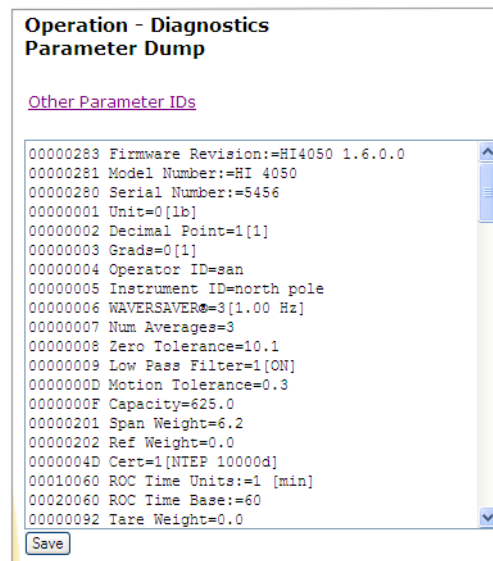 Operation - Diagnostics
Parameter Dump
Other Parameter IDs
00000283 Firmware Revision:=HI4050 1.6.0.0
00000281 Model Number:=HI 4050
00000280 Serial Number:=5456
00000001 Unit=0[lb]
00000002 Decimal Point=1[1]
00000003 Grads=0[1]
00000004 Operator ID=san
00000005 Instrument ID=north pole
00000006 WAVERSAVER®=3[1.00 Hz]
00000007 Num Averages=3
00000008 Zero Tolerance=10.1
00000009 Low Pass Filter=1[ON]
0000000D Motion Tolerance=0.3
0000000F Capacity=625.0
00000201 Span Weight=6.2
00000202 Ref Weight=0.0
0000004D Cert=1[NTEP 10000d]
00010060 ROC Time Units:=1 [min]
00020060 ROC Time Base:=60
00000092 Tare Weight=0.0
Save